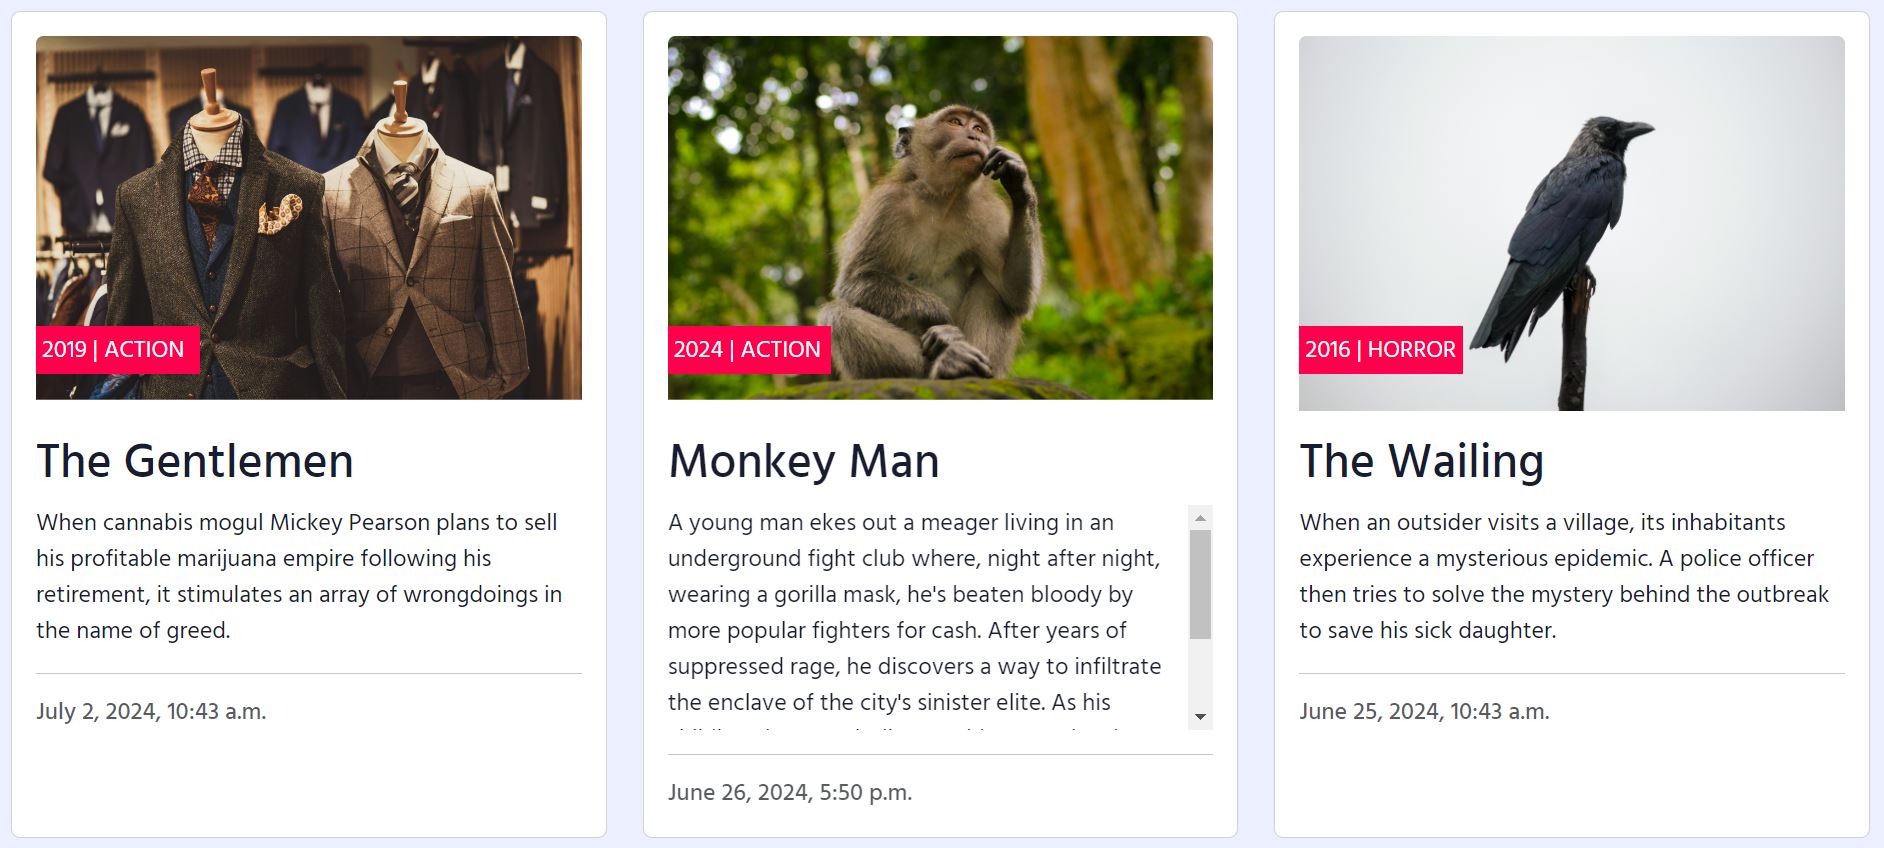 2019 | ACTION
The Gentlemen
When cannabis mogul Mickey Pearson plans to sell
his profitable marijuana empire following his
retirement, it stimulates an array of wrongdoings in
the name of greed.
July 2, 2024, 10:43 a.m.
2024 | ACTION
Monkey Man
A young man ekes out a meager living in an
underground fight club where, night after night,
wearing a gorilla mask, he's beaten bloody by
more popular fighters for cash. After years of
suppressed rage, he discovers a way to infiltrate
the enclave of the city's sinister elite. As his
June 26, 2024, 5:50 p.m.
2016 | HORROR
The Wailing
When an outsider visits a village, its inhabitants
experience a mysterious epidemic. A police officer
then tries to solve the mystery behind the outbreak
to save his sick daughter.
June 25, 2024, 10:43 a.m.